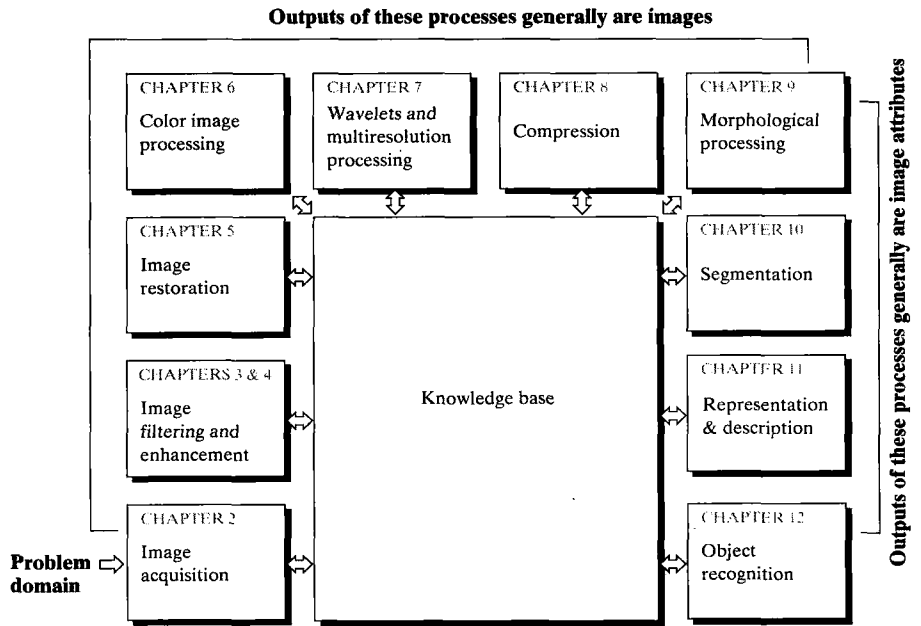 Outputs of these processes generally are images
CHAPTER 6
Color image
processing
CHAPTER 7
Wavelets and
multiresolution
processing
CHAPTER 8
Compression
CHAPTER 9
Morphological
processing
CHAPTER 5
Image
restoration
CHAPTER 10
Segmentation
CHAPTERS 3 & 4
Image
filtering and
enhancement
Knowledge base
CHAPTER 11
Representation
& description
CHAPTER 2
Image
acquisition
CHAPTER 12
Object
recognition
Problem
domain
Outputs of these processes generally are image attributes